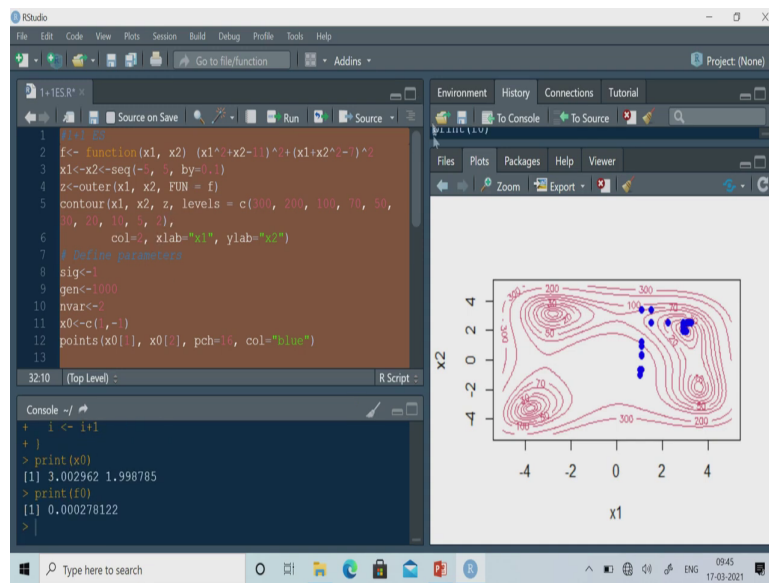 RStudio
File Edit Code View Plots Session Build Debug Profile Tools Help
Go to file/function Addins Project: (None)
1+1ES.R*
Source on Save Run Source
1 #1+1 ES
2 f<- function(x1, x2) (x1^2+x2-11)^2+(x1+x2^2-7)^2
3 x1<-x2<-seq(-5, 5, by=0.1)
4 z<-outer(x1, x2, FUN = f)
5 contour(x1, x2, z, levels = c(300, 200, 100, 70, 50,
30, 20, 10, 5, 2),
6 col=2, xlab="x1", ylab="x2")
7 # Define parameters
8 sig<-1
9 gen<-1000
10 nvar<-2
11 x0<-c(1,-1)
12 points(x0[1], x0[2], pch=16, col="blue")
13
32:10 (Top Level) R Script
Console ~/
+ i <- i+1
+ }
> print(x0)
[1] 3.002962 1.998785
> print(f0)
[1] 0.000278122
>
Environment History Connections Tutorial
To Console To Source
print(f0)
Files Plots Packages Help Viewer
Zoom Export
300 200 300 100 70
300 50
70 300 50
100 200
x2
4
2
0
-2
-4
-4 -2 0 2 4
x1
Type here to search
ENG
09:45
17-03-2021